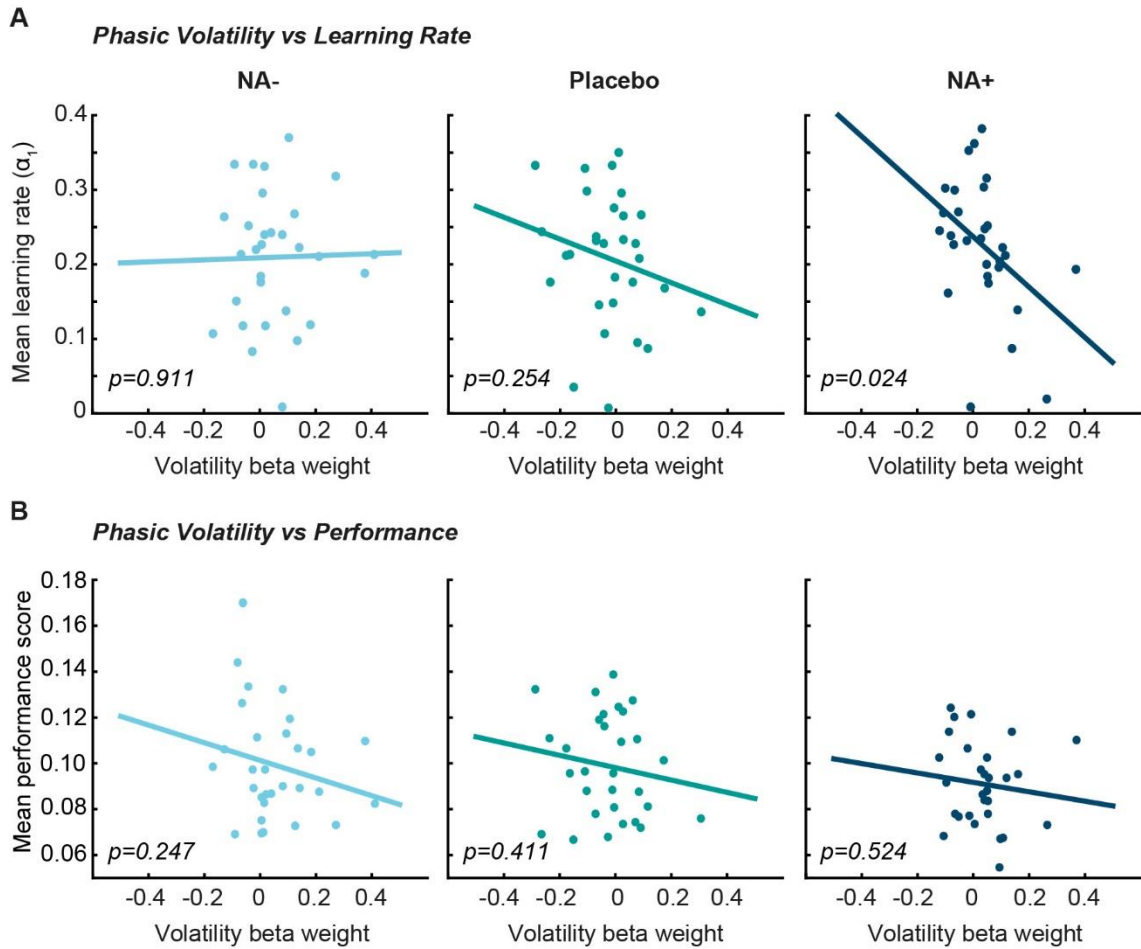 A
Phasic Volatility vs Learning Rate
NA- Placebo NA+
Mean learning rate (α₁)
0.4
0.3
0.2
0.1
0
p=0.911 p=0.254 p=0.024
-0.4 -0.2 0 0.2 0.4 -0.4 -0.2 0 0.2 0.4 -0.4 -0.2 0 0.2 0.4
Volatility beta weight Volatility beta weight Volatility beta weight
B
Phasic Volatility vs Performance
Mean performance score
0.18
0.16
0.14
0.12
0.10
0.08
0.06
p=0.247 p=0.411 p=0.524
-0.4 -0.2 0 0.2 0.4 -0.4 -0.2 0 0.2 0.4 -0.4 -0.2 0 0.2 0.4
Volatility beta weight Volatility beta weight Volatility beta weight